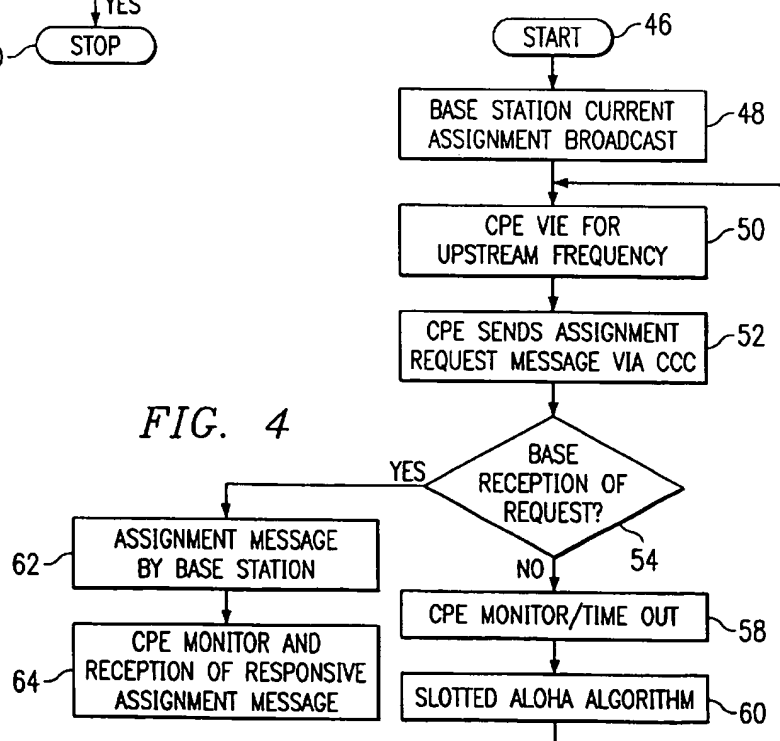 YES
STOP
START
46
BASE STATION CURRENT
ASSIGNMENT BROADCAST
48
CPE VIE FOR
UPSTREAM FREQUENCY
50
CPE SENDS ASSIGNMENT
REQUEST MESSAGE VIA CCC
52
FIG. 4
BASE
RECEPTION OF
REQUEST?
54
YES
NO
ASSIGNMENT MESSAGE
BY BASE STATION
62
CPE MONITOR/TIME OUT
58
CPE MONITOR AND
RECEPTION OF RESPONSIVE
ASSIGNMENT MESSAGE
64
SLOTTED ALOHA ALGORITHM
60